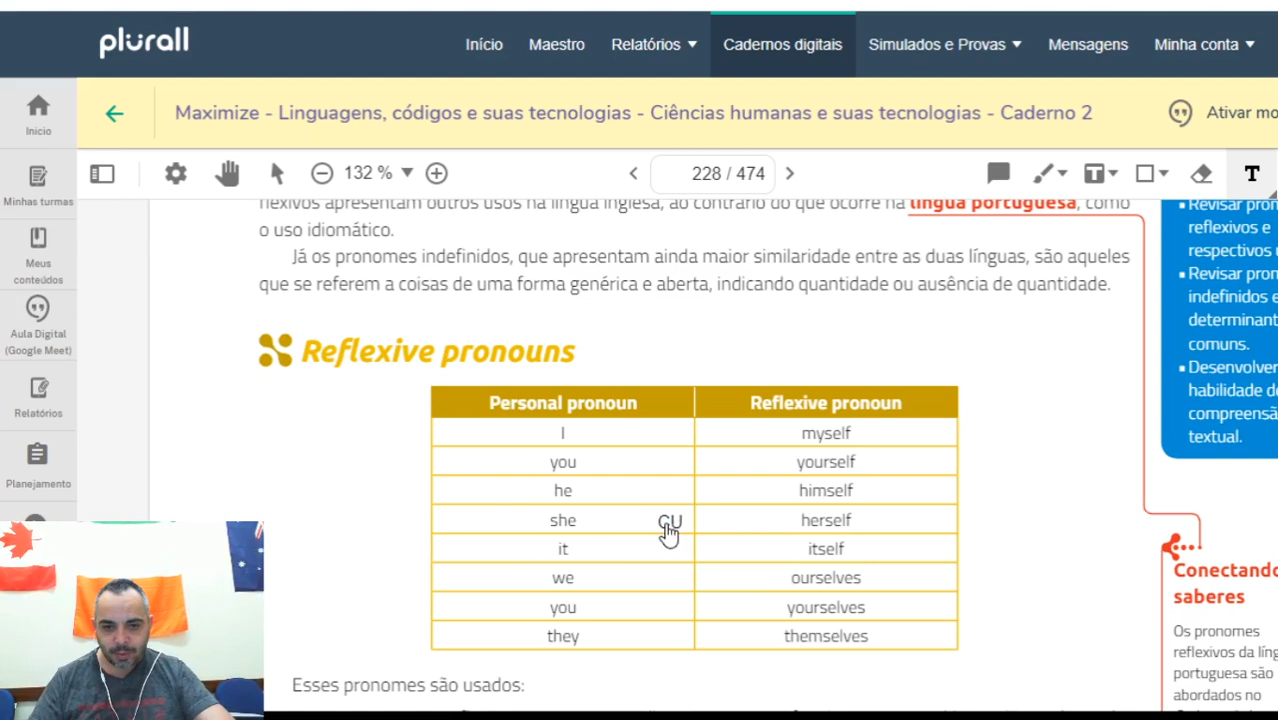 plurall
Início
Maestro
Relatórios
Cadernos digitais
Simulados e Provas
Mensagens
Minha conta
Inicio
Minhas turmas
Meus
conteúdos
Aula Digital
(Google Meet)
Relatórios
Planejamento
Maximize - Linguagens, códigos e suas tecnologias - Ciências humanas e suas tecnologias - Caderno 2
Ativar mo
132 %
228 / 474
T
T
flexivos apresentam outros usos na língua inglesa, ao contrário do que ocorre na língua portuguesa, como
o uso idiomático.
Já os pronomes indefinidos, que apresentam ainda maior similaridade entre as duas línguas, são aqueles
que se referem a coisas de uma forma genérica e aberta, indicando quantidade ou ausência de quantidade.
Reflexive pronouns
Personal pronoun Reflexive pronoun
I myself
you yourself
he himself
she herself
it itself
we ourselves
you yourselves
they themselves
Esses pronomes são usados:
Revisar pron
reflexivos e
respectivos
Revisar pron
indefinidos e
determinant
comuns.
Desenvolver
habilidade de
compreensão
textual.
Conectando
saberes
Os pronomes
reflexivos da líng
portuguesa são
abordados no